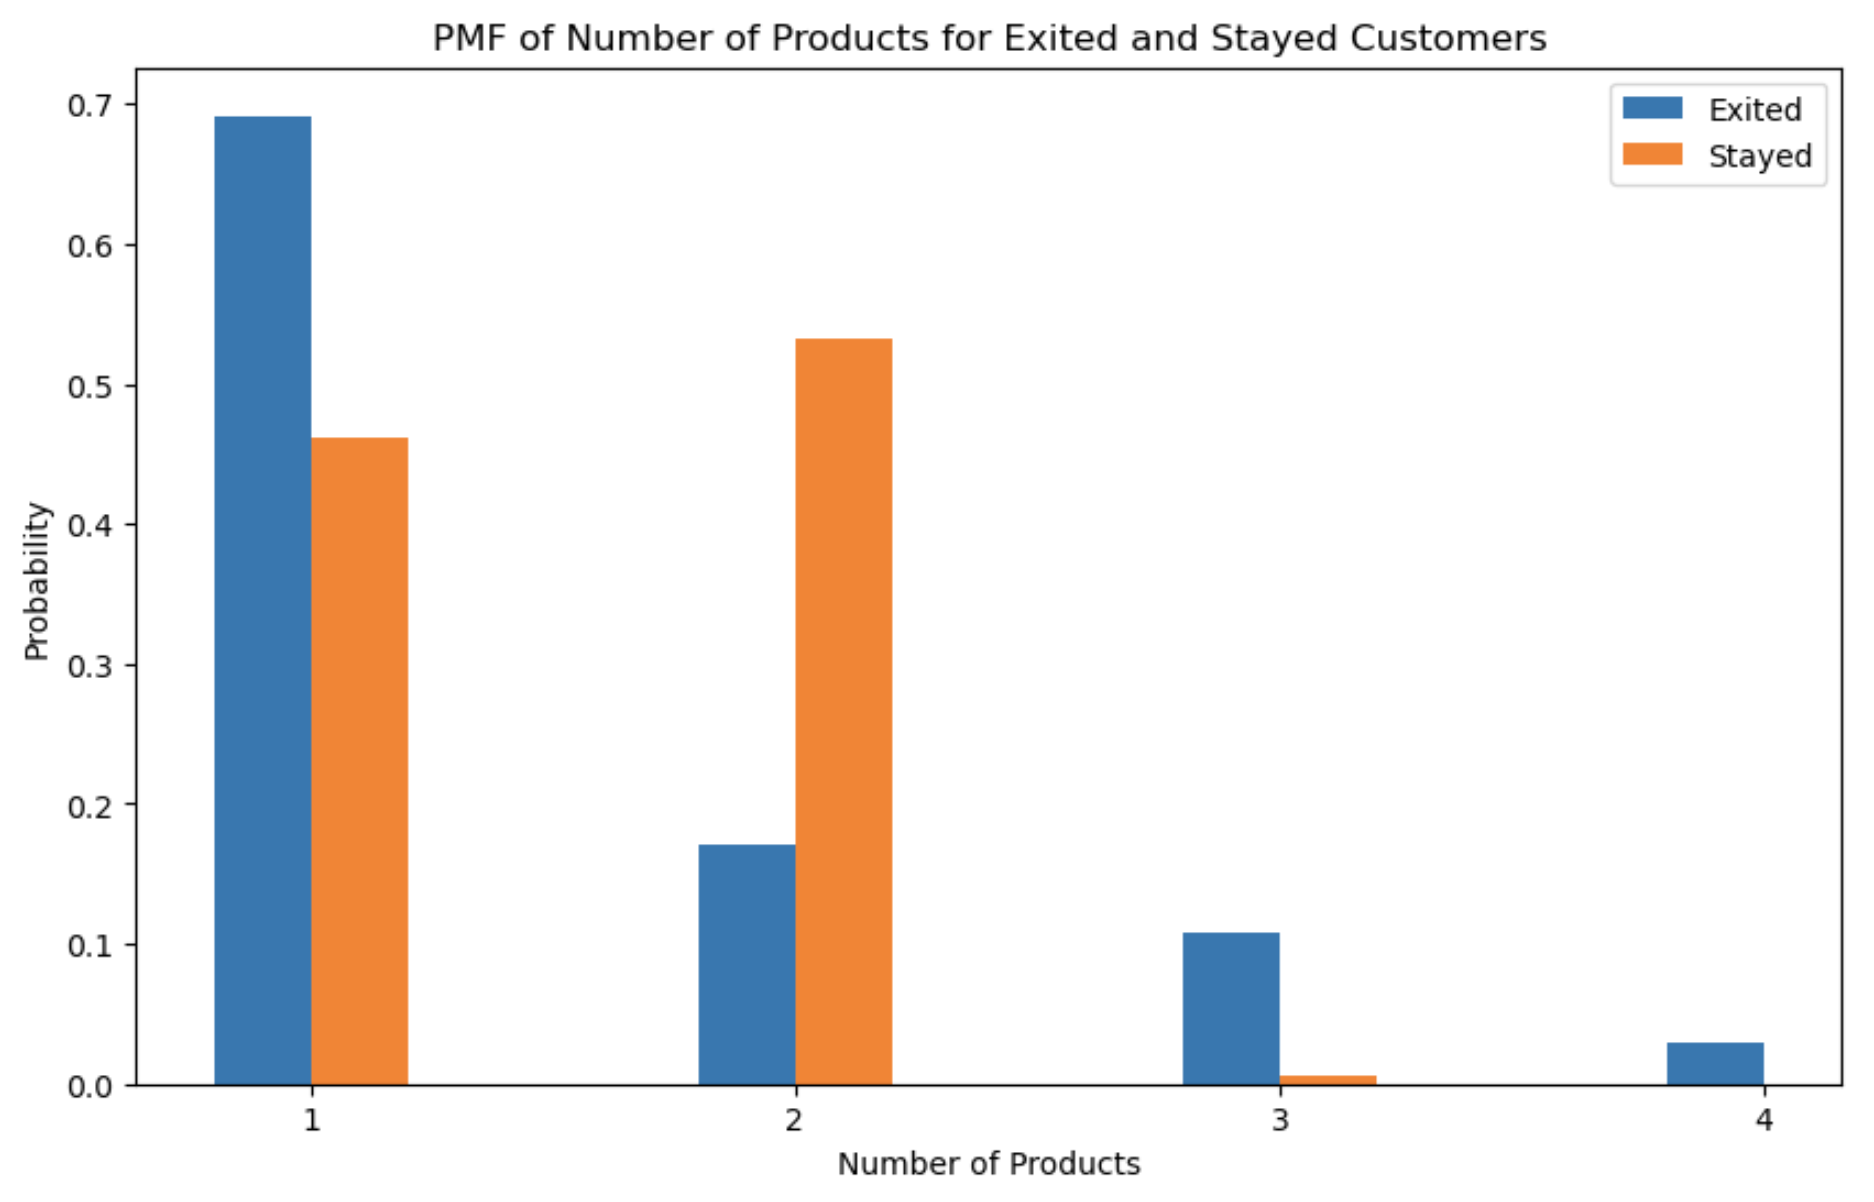 PMF of Number of Products for Exited and Stayed Customers
Exited
Stayed
Probability
0.7
0.6
0.5
0.4
0.3
0.2
0.1
0.0
1 2 3 4
Number of Products